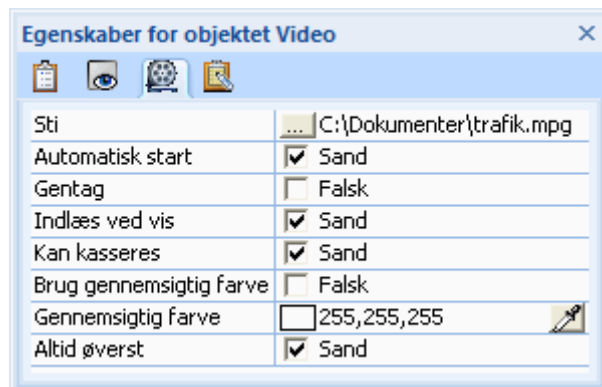 Egenskaber for objektet Video
Sti ... C:\Dokumenter\trafik.mpg
Automatisk start Sand
Gentag Falsk
Indlæs ved vis Sand
Kan kasseres Sand
Brug gennemsigtig farve Falsk
Gennemsigtig farve 255,255,255
Altid øverst Sand